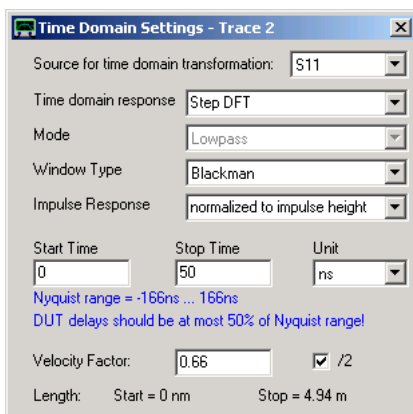 Time Domain Settings - Trace 2
Source for time domain transformation: S11
Time domain response Step DFT
Mode Lowpass
Window Type Blackman
Impulse Response normalized to impulse height
Start Time Stop Time Unit
0 50 ns
Nyquist range = -166ns ... 166ns
DUT delays should be at most 50% of Nyquist range!
Velocity Factor: 0.66 /2
Length: Start = 0 nm Stop = 4.94 m